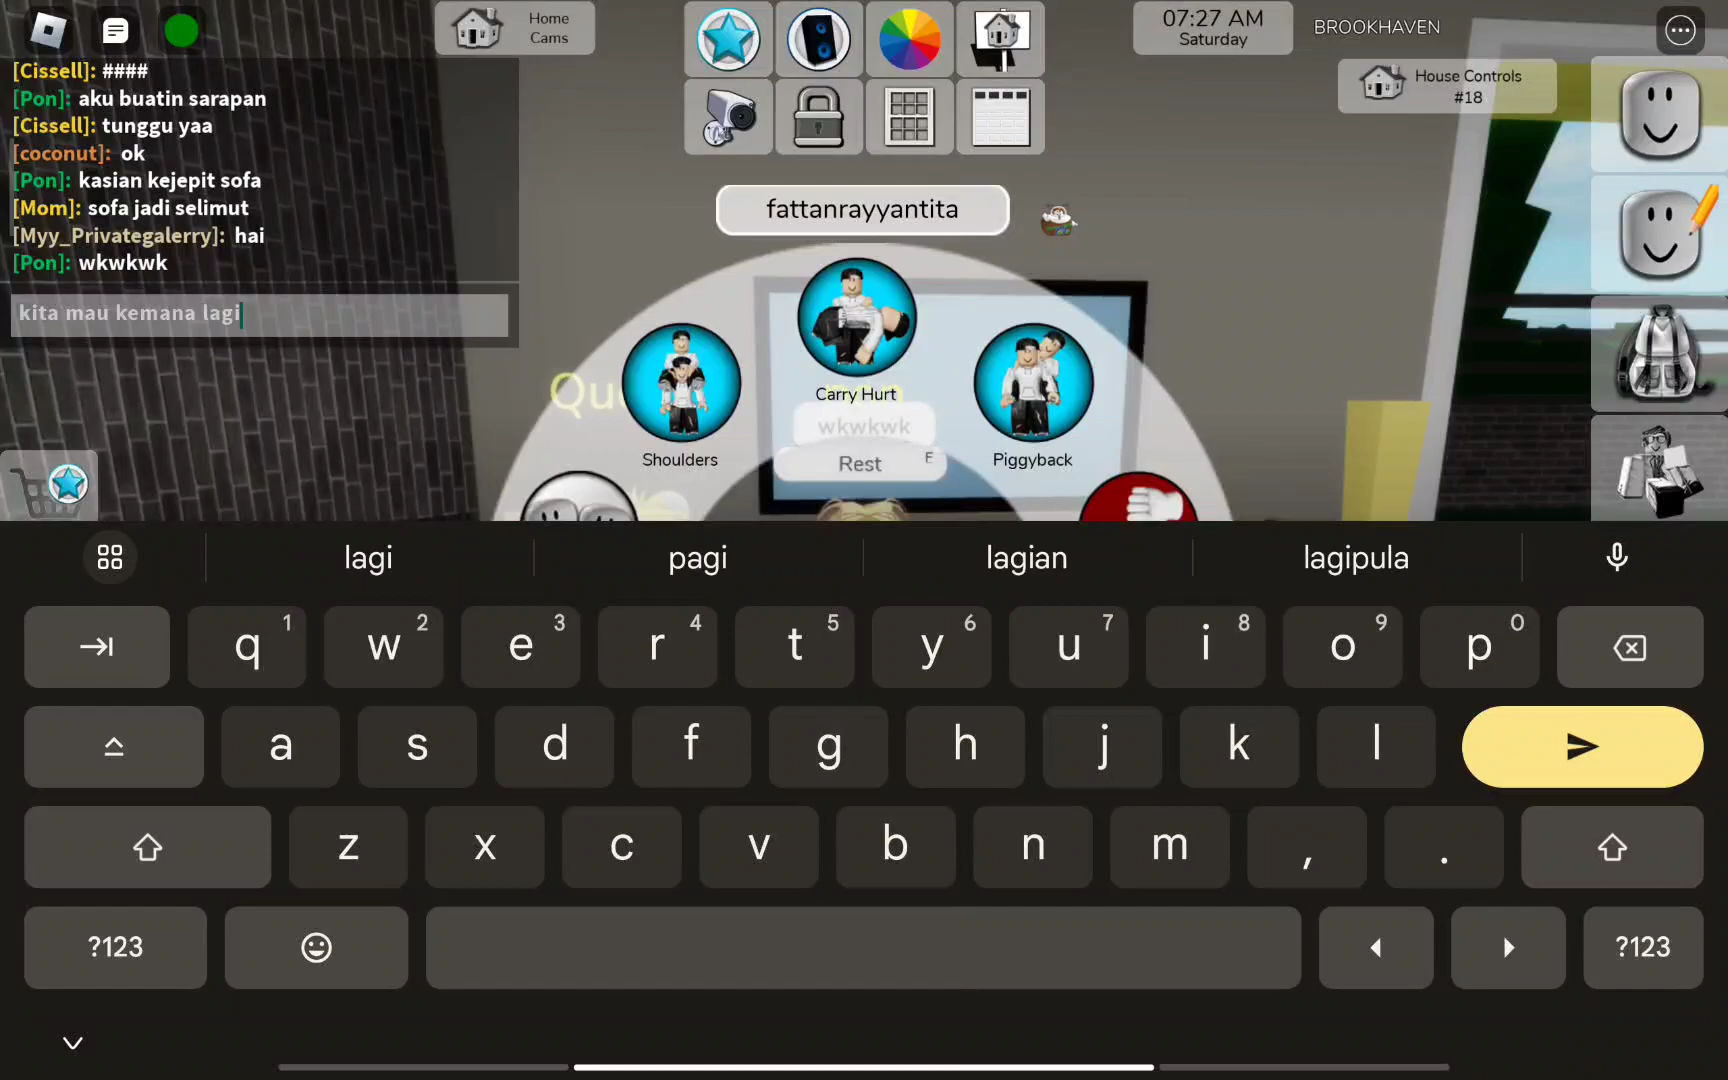 Home
Cams
07:27 AM
Saturday
BROOKHAVEN
House Controls
#18
[Cissell]: ####
[Pon]: aku buatin sarapan
[Cissell]: tunggu yaa
[coconut]: ok
[Pon]: kasian kejepit sofa
[Mom]: sofa jadi selimut
[Myy_Privategalerry]: hai
[Pon]: wkwkwk
kita mau kemana lagi
fattanrayyantita
Carry Hurt
wkwkwk
Shoulders
Rest E
Piggyback
lagi pagi lagian lagipula
q 1 w 2 e 3 r 4 t 5 y 6 u 7 i 8 o 9 p 0
a s d f g h j k l
z x c v b n m , .
?123 ?123